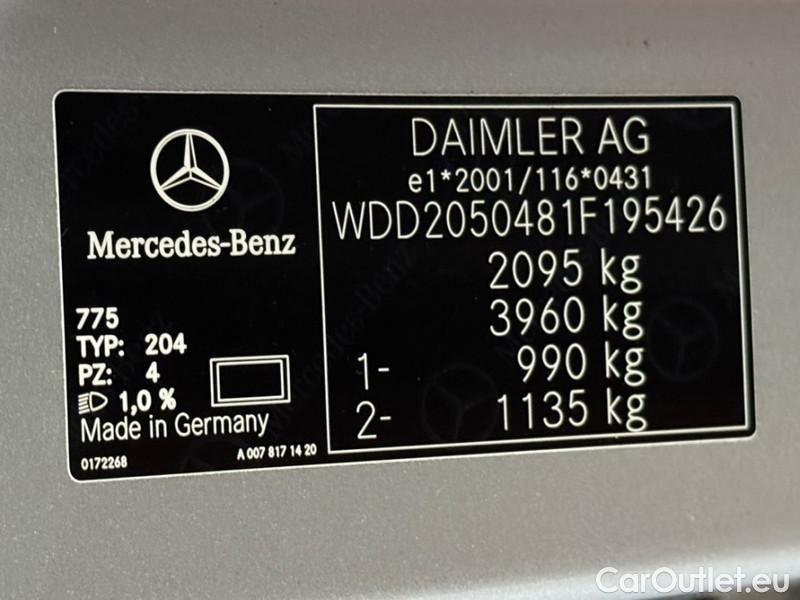 Mercedes-Benz
775
TYP: 204
PZ: 4
1,0 %
Made in Germany
0172268
A 007 817 14 20
DAIMLER AG
e1*2001/116*0431
WDD2050481F195426
2095 kg
3960 kg
1- 990 kg
2- 1135 kg
CarOutlet.eu